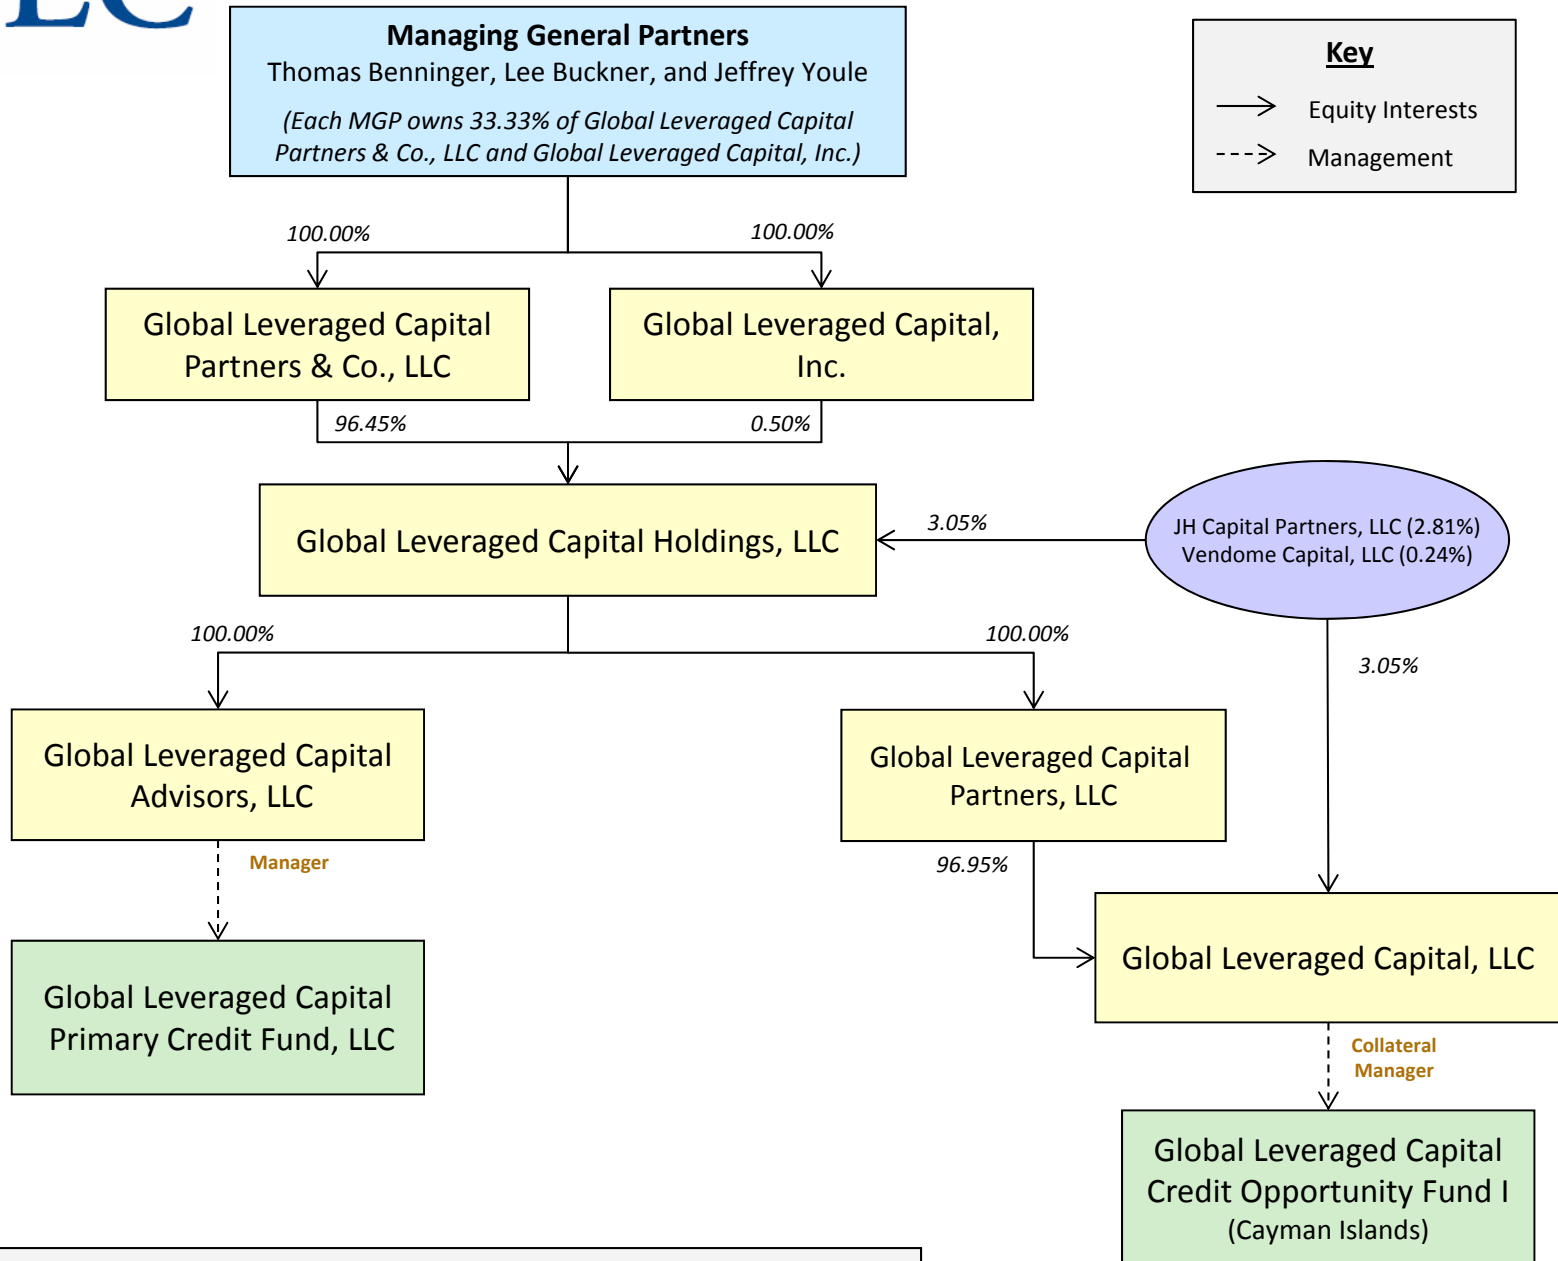 LC
Managing General Partners
Thomas Benninger, Lee Buckner, and Jeffrey Youle
(Each MGP owns 33.33% of Global Leveraged Capital
Partners & Co., LLC and Global Leveraged Capital, Inc.)
Key
Equity Interests
Management
100.00%
100.00%
Global Leveraged Capital
Partners & Co., LLC
Global Leveraged Capital,
Inc.
96.45%
0.50%
Global Leveraged Capital Holdings, LLC
3.05%
JH Capital Partners, LLC (2.81%)
Vendome Capital, LLC (0.24%)
100.00%
100.00%
3.05%
Global Leveraged Capital
Advisors, LLC
Global Leveraged Capital
Partners, LLC
Manager
96.95%
Global Leveraged Capital, LLC
Global Leveraged Capital
Primary Credit Fund, LLC
Collateral
Manager
Global Leveraged Capital
Credit Opportunity Fund I
(Cayman Islands)